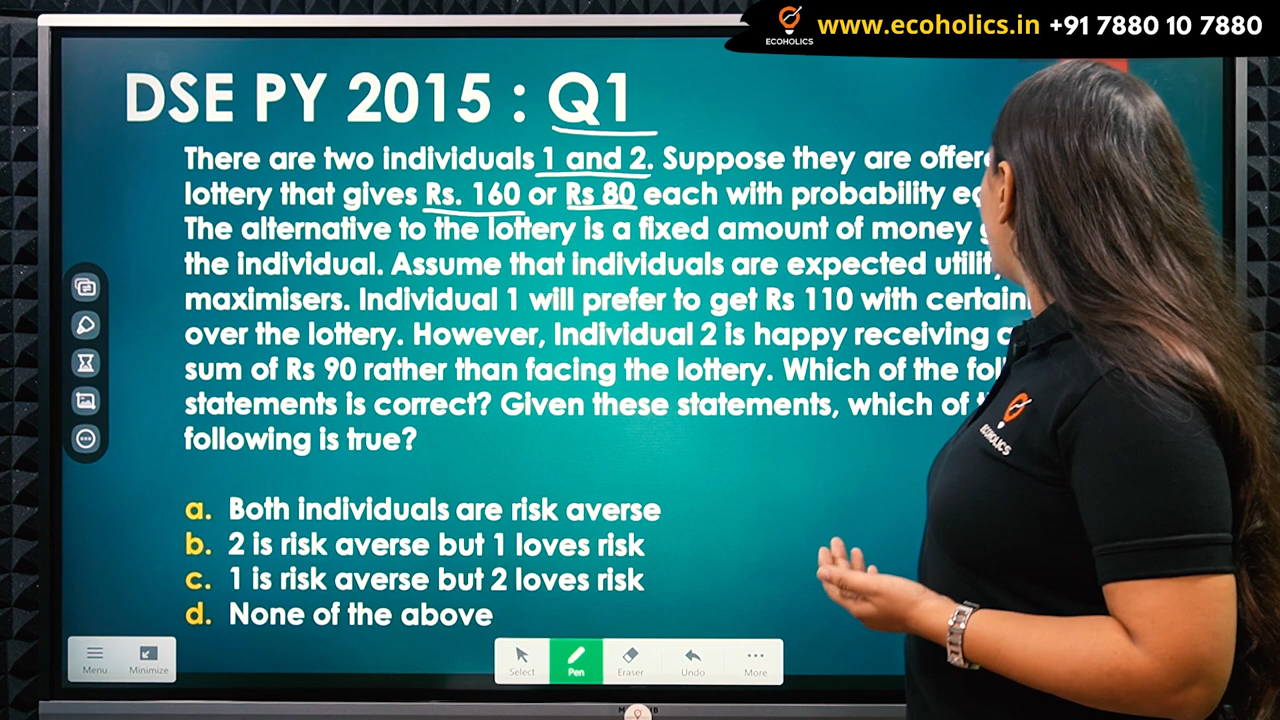 ECOHOLICS
www.ecoholics.in +91 7880 10 7880
DSE PY 2015 : Q1
There are two individuals 1 and 2. Suppose they are
lottery that gives Rs. 160 or Rs 80 each with probability
The alternative to the lottery is a fixed amount of money
the individual. Assume that individuals are expected utility
maximisers. Individual 1 will prefer to get Rs 110 with
over the lottery. However, Individual 2 is happy receiving
sum of Rs 90 rather than facing the lottery. Which of the
statements is correct? Given these statements, which of
following is true?
a. Both individuals are risk averse
b. 2 is risk averse but 1 loves risk
c. 1 is risk averse but 2 loves risk
d. None of the above
ECOHOLICS
Menu Minimize Select Pen Eraser Undo More